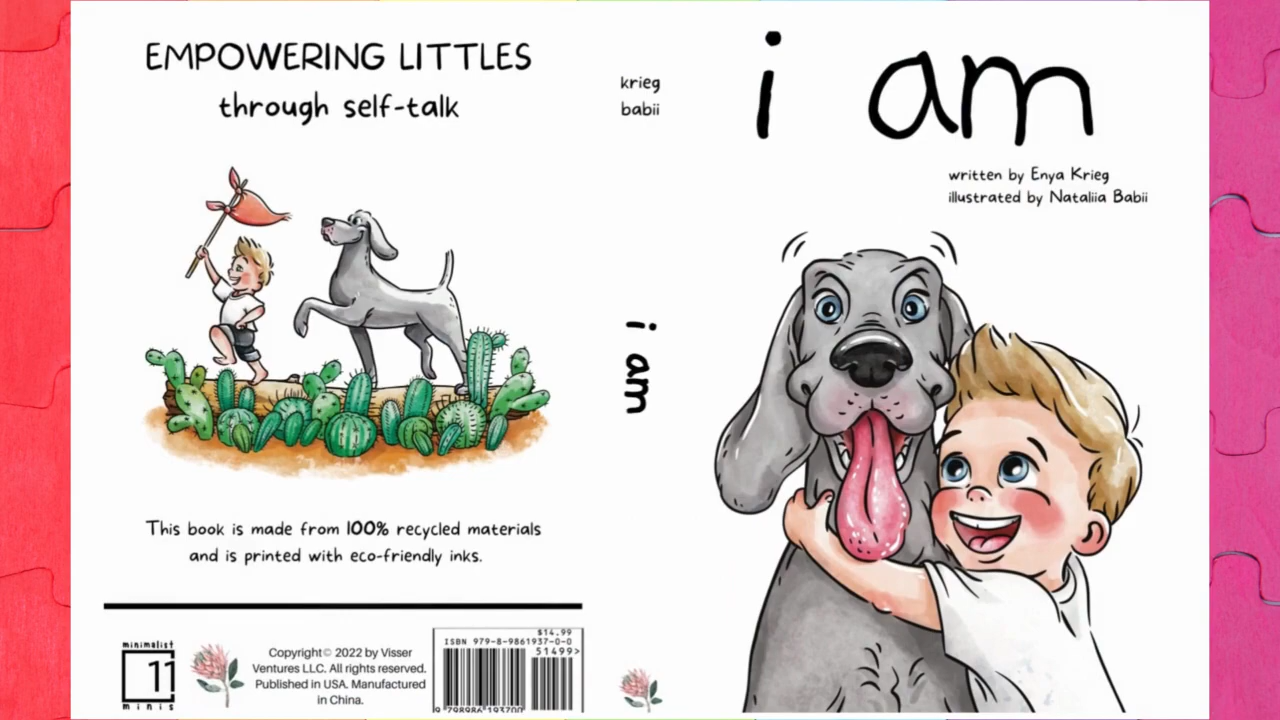 EMPOWERING LITTLES
through self-talk
This book is made from 100% recycled materials
and is printed with eco-friendly inks.
minimalist
11
minis
Copyright© 2022 by Visser
Ventures LLC. All rights reserved.
Published in USA. Manufactured
in China.
$14.99
ISBN 979-8-9861937-0-0
51499>
9 798986 193700
krieg
babii
i am
i am
written by Enya Krieg
illustrated by Nataliia Babii